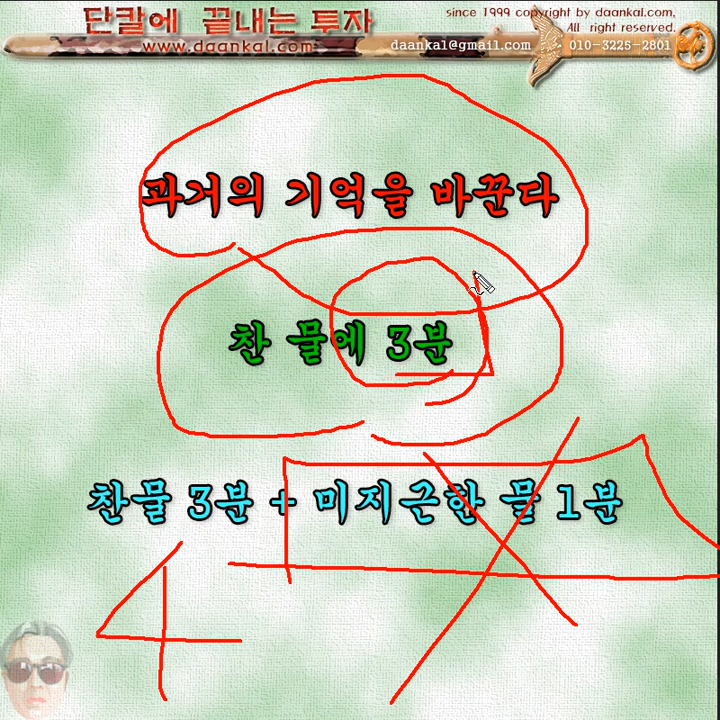 단칼에 끝내는 투자
since 1999 copyright by daankal.com,
All right reserved.
www.daankal.com
daankal@gmail.com 010-3225-2801
과거의 기억을 바꾼다
찬 물에 3분
찬물 3분 + 미지근한 물 1분
4